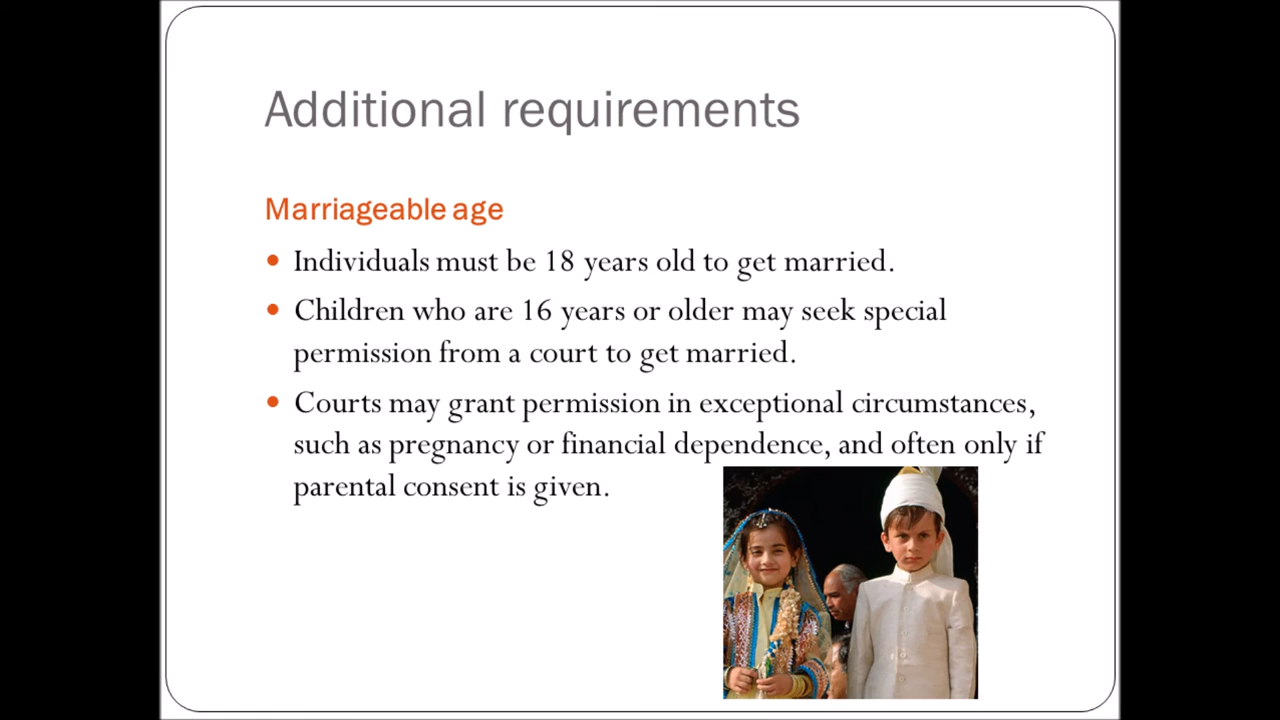 Additional requirements
Marriageable age
• Individuals must be 18 years old to get married.
• Children who are 16 years or older may seek special
permission from a court to get married.
• Courts may grant permission in exceptional circumstances,
such as pregnancy or financial dependence, and often only if
parental consent is given.